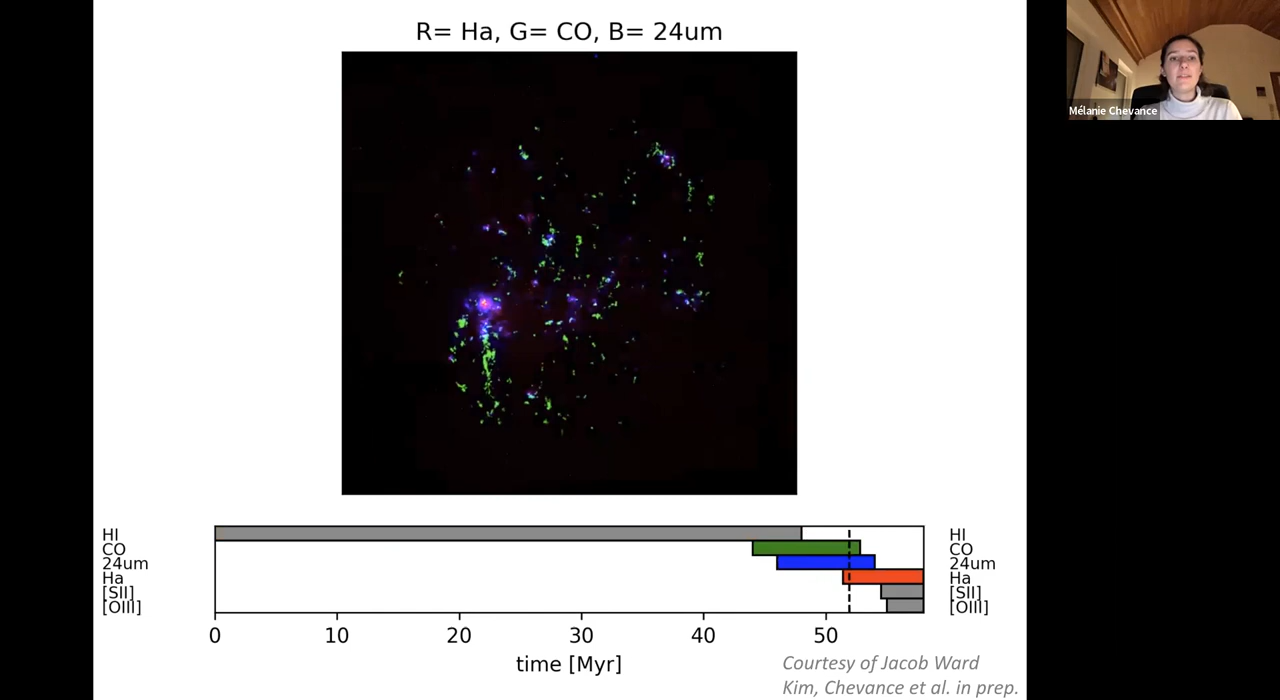 R= Ha, G= CO, B= 24um
Mélanie Chevance
HI
CO
24um
Ha
[SII]
[OIII]
HI
CO
24um
Ha
[SII]
[OIII]
0 10 20 30 40 50
time [Myr]
Courtesy of Jacob Ward
Kim, Chevance et al. in prep.